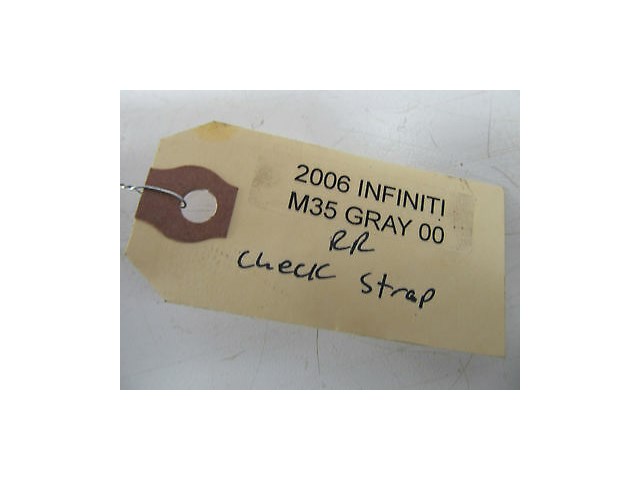 2006 INFINITI
M35 GRAY 00
RR
check strap